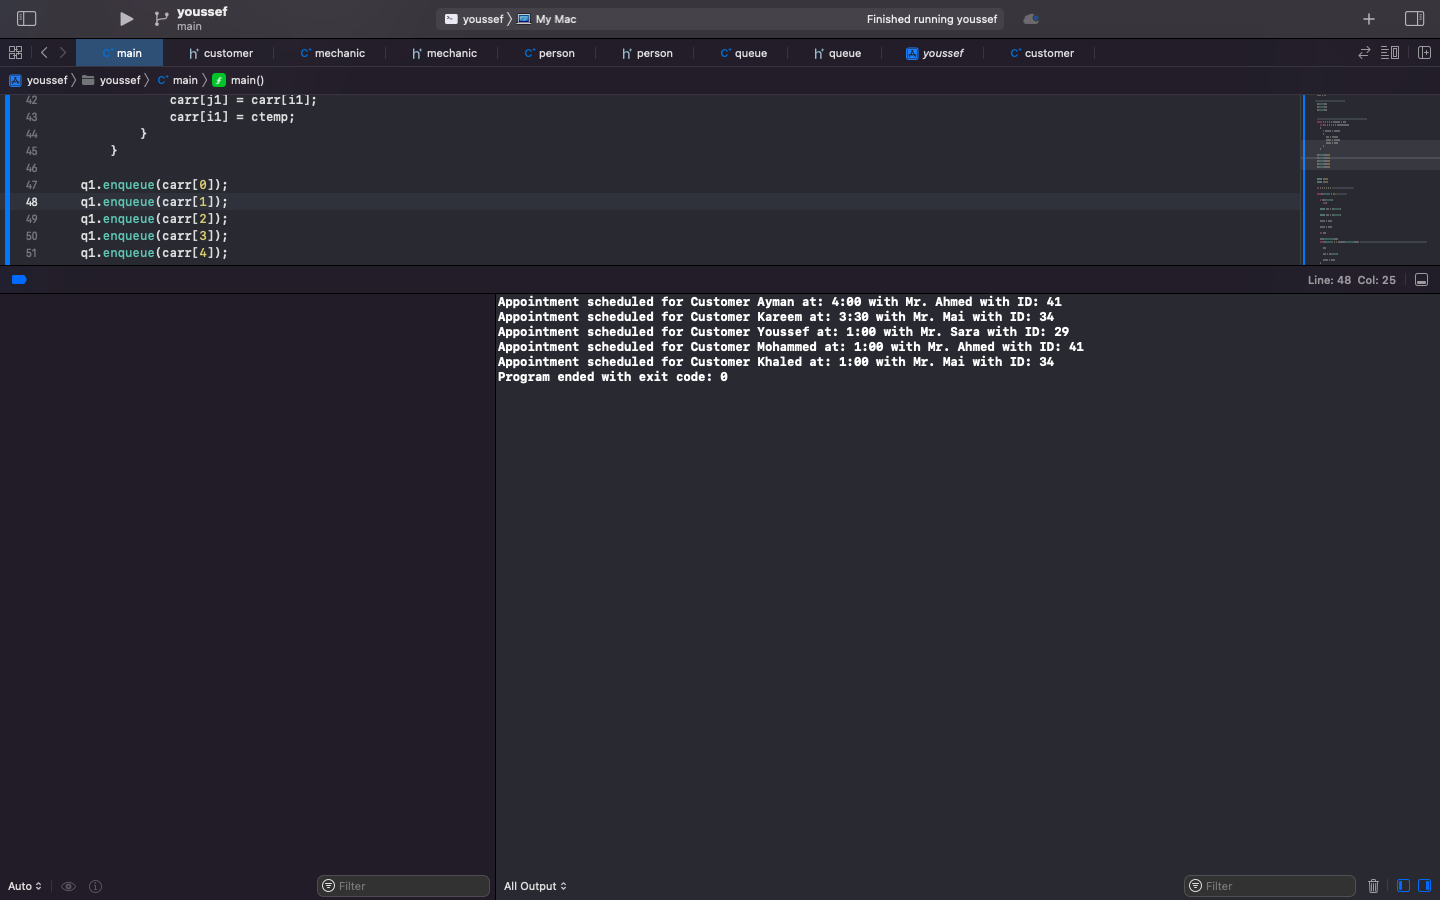 youssef
main
youssef 〉 My Mac
Finished running youssef
main
customer
mechanic
mechanic
person
person
queue
queue
youssef
customer
youssef 〉 youssef 〉 main 〉 main()
42 carr[j1] = carr[i1];
43 carr[i1] = ctemp;
44 }
45 }
46
47 q1.enqueue(carr[0]);
48 q1.enqueue(carr[1]);
49 q1.enqueue(carr[2]);
50 q1.enqueue(carr[3]);
51 q1.enqueue(carr[4]);
Line: 48 Col: 25
Appointment scheduled for Customer Ayman at: 4:00 with Mr. Ahmed with ID: 41
Appointment scheduled for Customer Kareem at: 3:30 with Mr. Mai with ID: 34
Appointment scheduled for Customer Youssef at: 1:00 with Mr. Sara with ID: 29
Appointment scheduled for Customer Mohammed at: 1:00 with Mr. Ahmed with ID: 41
Appointment scheduled for Customer Khaled at: 1:00 with Mr. Mai with ID: 34
Program ended with exit code: 0
Auto
Filter
All Output
Filter